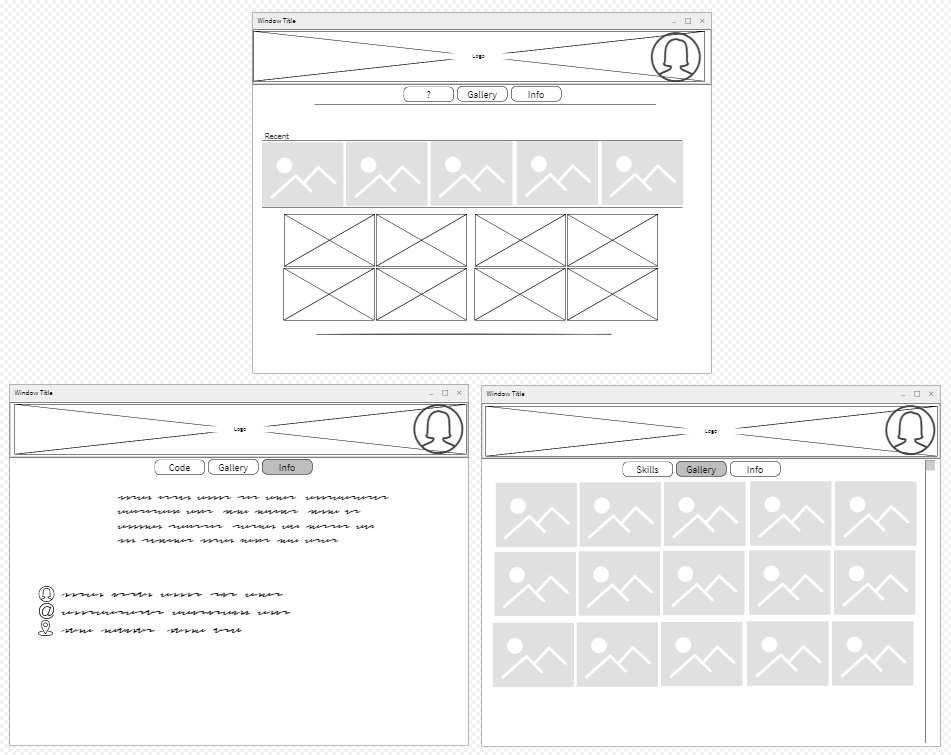 Window Title
Logo
? Gallery Info
Recent
Window Title
Logo
Code Gallery Info
@
Window Title
Logo
Skills Gallery Info